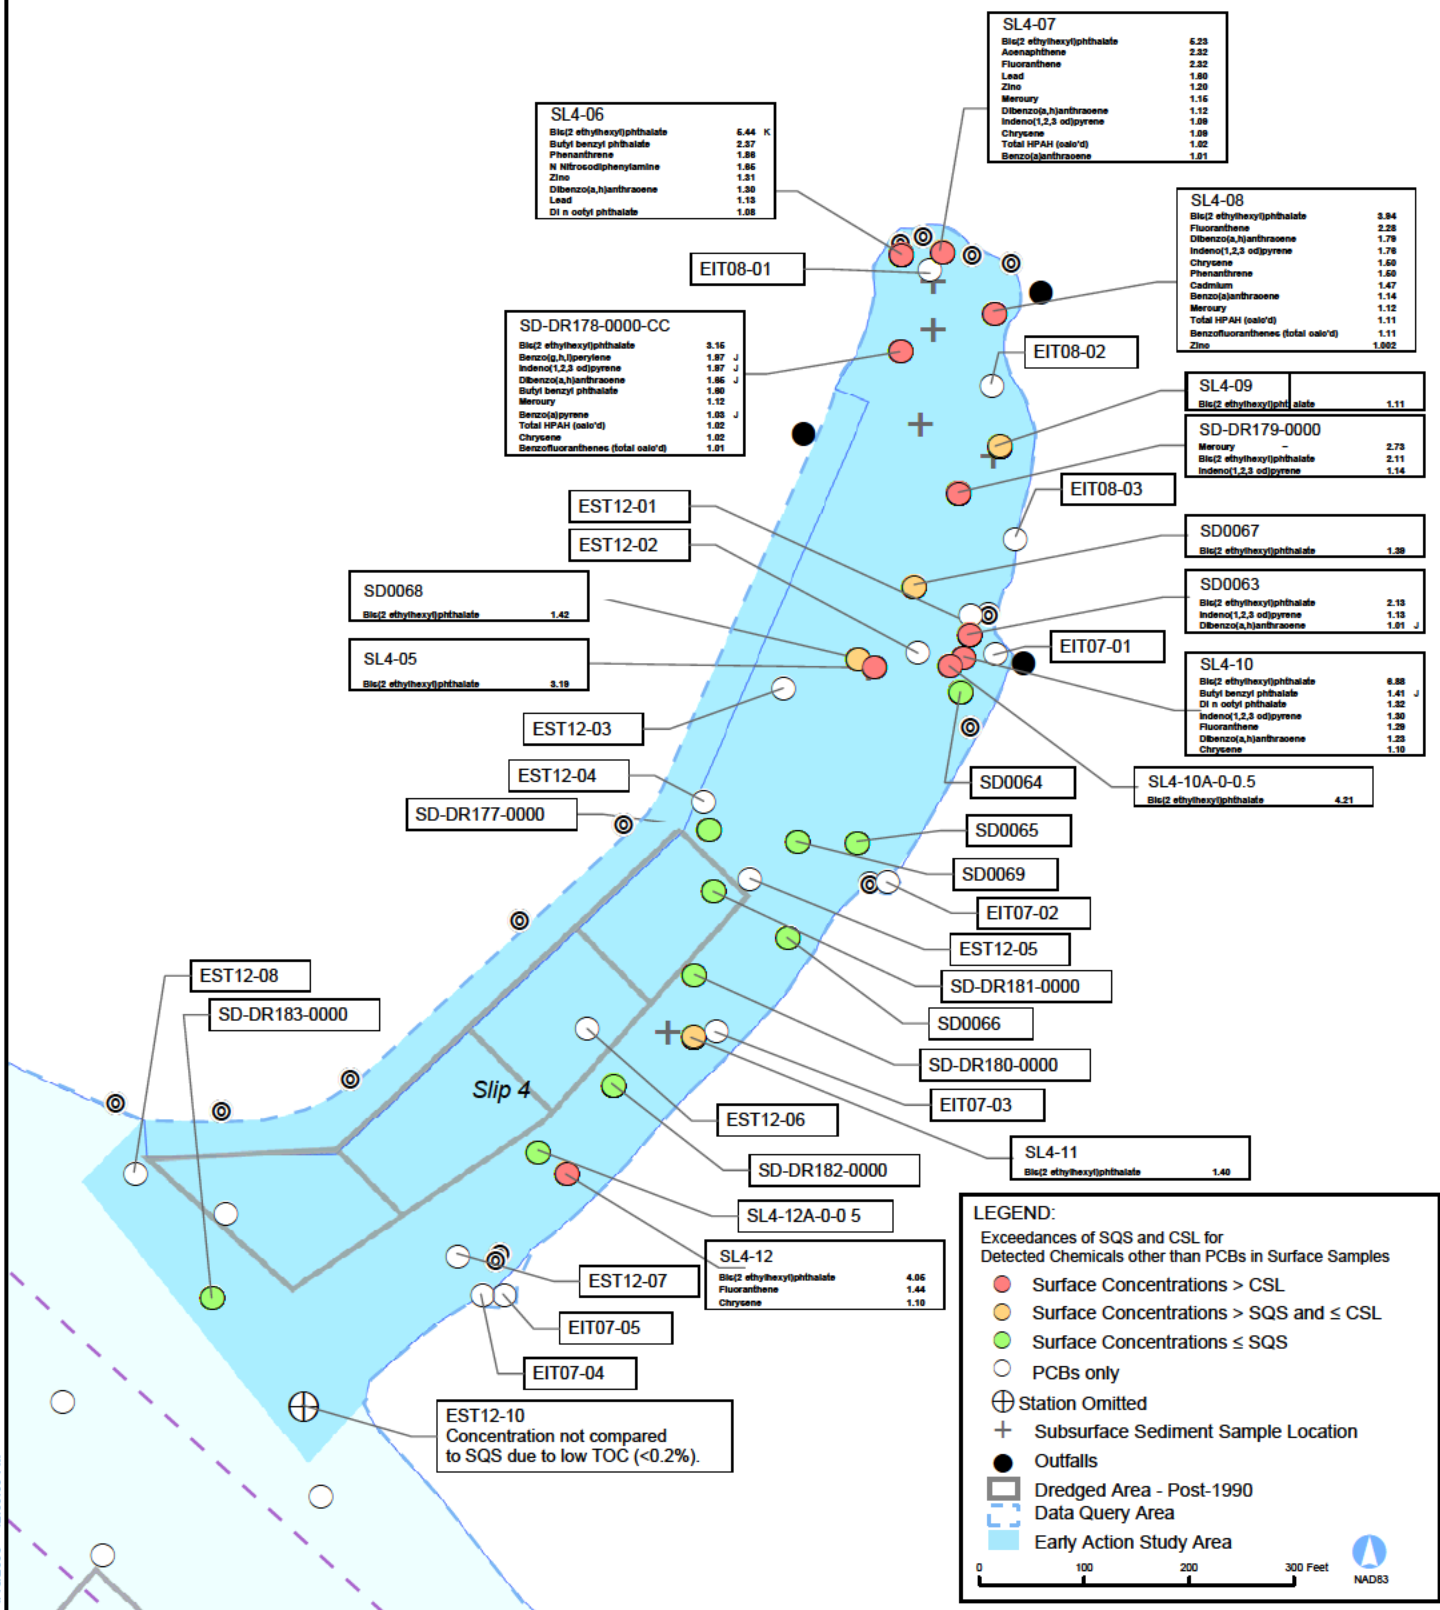 SL4-07
Bis(2 ethylhexyl)phthalate 5.23
Acenaphthene 2.32
Fluoranthene 2.32
Lead 1.60
Zinc 1.20
Mercury 1.15
Dibenzo(a,h)anthracene 1.12
Indeno(1,2,3 cd)pyrene 1.09
Chrysene 1.09
Total HPAH (calc'd) 1.02
Benzo(a)anthracene 1.01
SL4-06
Bis(2 ethylhexyl)phthalate 5.44 K
Butyl benzyl phthalate 2.37
Phenanthrene 1.86
N Nitrosodiphenylamine 1.65
Zinc 1.31
Dibenzo(a,h)anthracene 1.30
Lead 1.13
Di n octyl phthalate 1.08
SL4-08
Bis(2 ethylhexyl)phthalate 3.94
Fluoranthene 2.28
Dibenzo(a,h)anthracene 1.79
Indeno(1,2,3 cd)pyrene 1.76
Chrysene 1.50
Phenanthrene 1.50
Cadmium 1.47
Benzo(a)anthracene 1.14
Mercury 1.12
Total HPAH (calc'd) 1.11
Benzofluoranthenes (total calc'd) 1.11
Zinc 1.002
EIT08-01
SD-DR178-0000-CC
Bis(2 ethylhexyl)phthalate 3.15
Benzo(g,h,i)perylene 1.97 J
Indeno(1,2,3 cd)pyrene 1.97 J
Dibenzo(a,h)anthracene 1.65 J
Butyl benzyl phthalate 1.60
Mercury 1.12
Benzo(a)pyrene 1.03 J
Total HPAH (calc'd) 1.02
Chrysene 1.02
Benzofluoranthenes (total calc'd) 1.01
EIT08-02
SL4-09
Bis(2 ethylhexyl)phthalate 1.11
SD-DR179-0000
Mercury – 2.73
Bis(2 ethylhexyl)phthalate 2.11
Indeno(1,2,3 cd)pyrene 1.14
EIT08-03
EST12-01
EST12-02
SD0067
Bis(2 ethylhexyl)phthalate 1.39
SD0068
Bis(2 ethylhexyl)phthalate 1.42
SD0063
Bis(2 ethylhexyl)phthalate 2.13
Indeno(1,2,3 cd)pyrene 1.13
Dibenzo(a,h)anthracene 1.01 J
EIT07-01
SL4-05
Bis(2 ethylhexyl)phthalate 3.19
SL4-10
Bis(2 ethylhexyl)phthalate 6.88
Butyl benzyl phthalate 1.41 J
Di n octyl phthalate 1.32
Indeno(1,2,3 cd)pyrene 1.30
Fluoranthene 1.29
Dibenzo(a,h)anthracene 1.23
Chrysene 1.10
EST12-03
EST12-04
SD0064
SL4-10A-0-0.5
Bis(2 ethylhexyl)phthalate 4.21
SD-DR177-0000
SD0065
SD0069
EIT07-02
EST12-05
EST12-08
SD-DR181-0000
SD-DR183-0000
SD0066
SD-DR180-0000
Slip 4
EIT07-03
EST12-06
SL4-11
Bis(2 ethylhexyl)phthalate 1.40
SD-DR182-0000
SL4-12A-0-0 5
SL4-12
Bis(2 ethylhexyl)phthalate 4.05
Fluoranthene 1.44
Chrysene 1.10
EST12-07
EIT07-05
EIT07-04
EST12-10
Concentration not compared
to SQS due to low TOC (<0.2%).
LEGEND:
Exceedances of SQS and CSL for
Detected Chemicals other than PCBs in Surface Samples
Surface Concentrations > CSL
Surface Concentrations > SQS and ≤ CSL
Surface Concentrations ≤ SQS
PCBs only
Station Omitted
Subsurface Sediment Sample Location
Outfalls
Dredged Area - Post-1990
Data Query Area
Early Action Study Area
0 100 200 300 Feet
NAD83